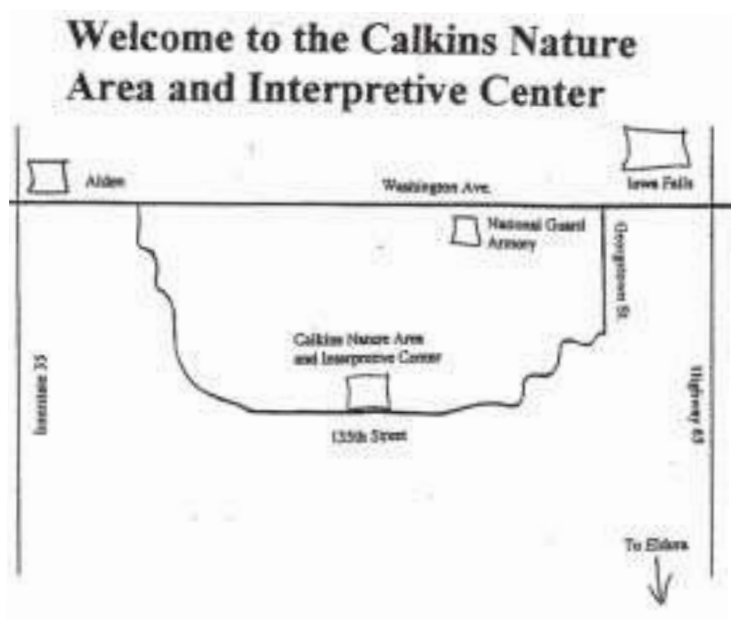 Welcome to the Calkins Nature
Area and Interpretive Center
Alden
Washington Ave.
Iowa Falls
National Guard
Armory
Georgetown St.
Calkins Nature Area
and Interpretive Center
Interstate 35
Highway 65
135th Street
To Eldora